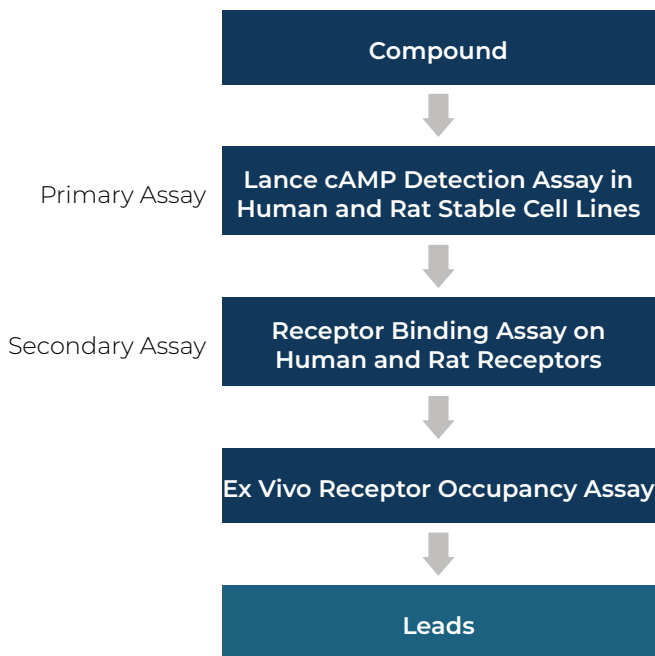 Compound
Primary Assay
Lance cAMP Detection Assay in
Human and Rat Stable Cell Lines
Secondary Assay
Receptor Binding Assay on
Human and Rat Receptors
Ex Vivo Receptor Occupancy Assay
Leads